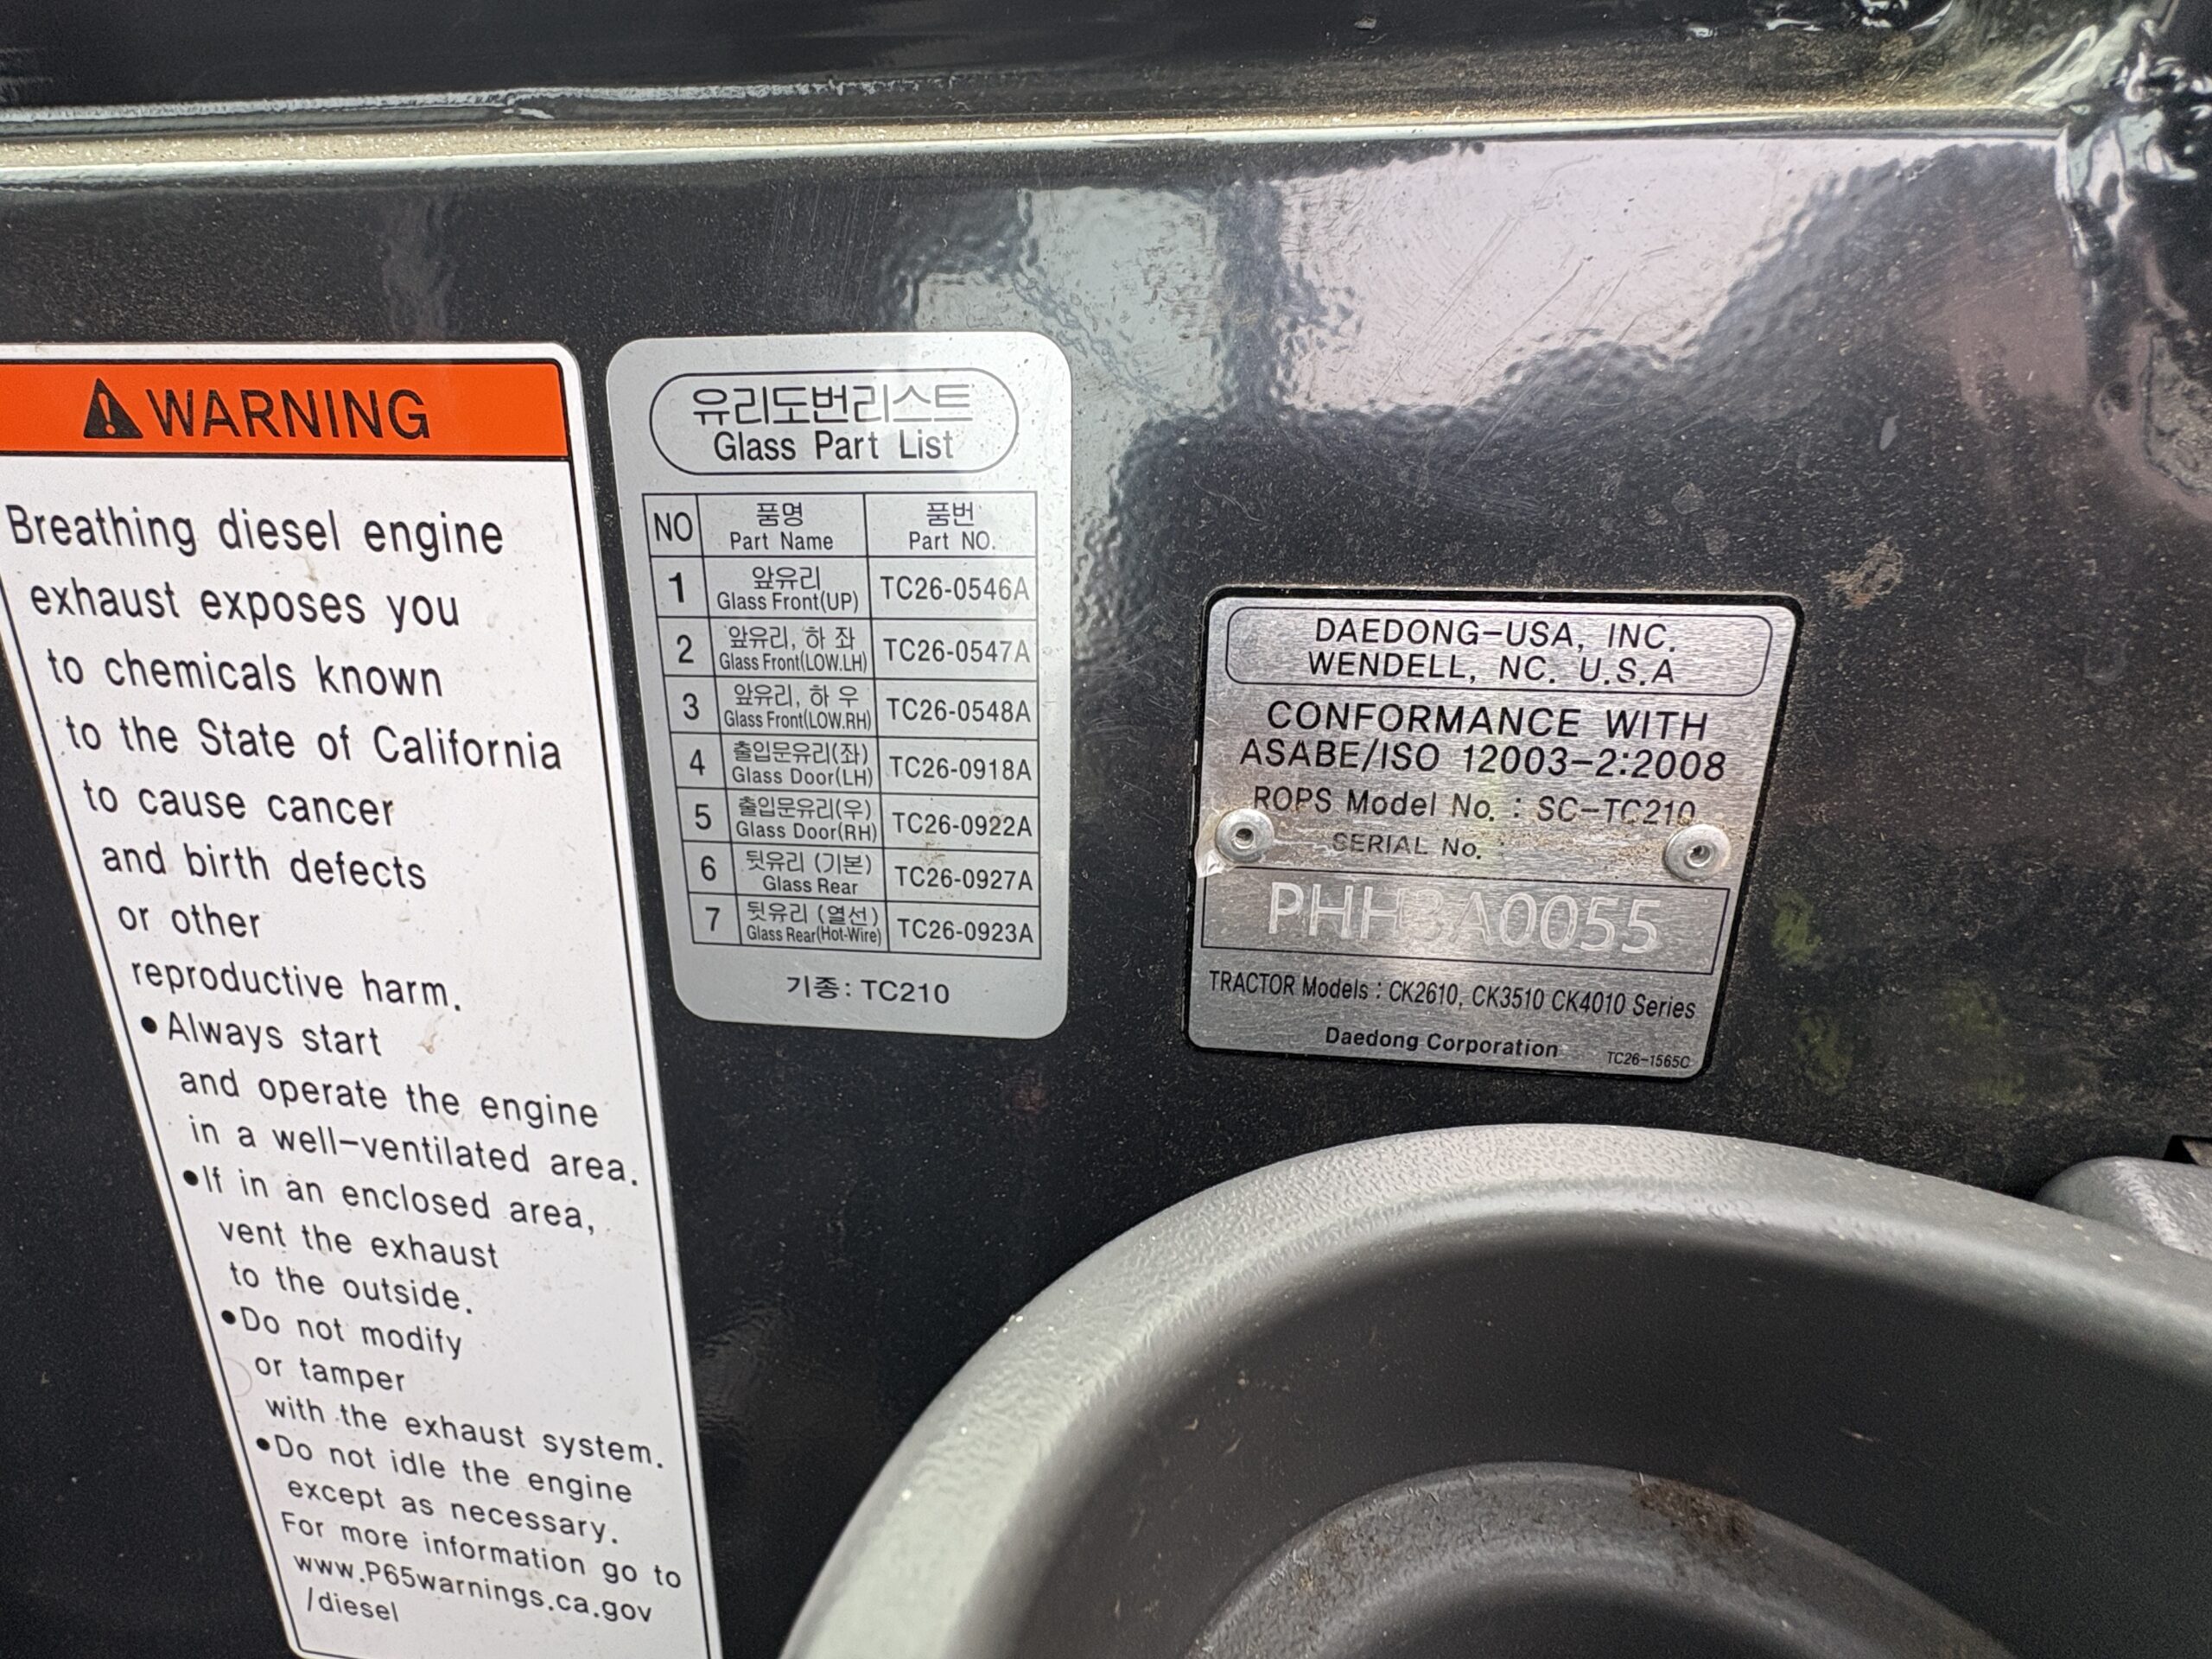 ⚠WARNING
Breathing diesel engine
exhaust exposes you
to chemicals known
to the State of California
to cause cancer
and birth defects
or other
reproductive harm.
•Always start
and operate the engine
in a well-ventilated area.
•If in an enclosed area,
vent the exhaust
to the outside.
•Do not modify
or tamper
with the exhaust system.
•Do not idle the engine
except as necessary.
For more information go to
www.P65warnings.ca.gov
/diesel
유리도번리스트
Glass Part List
NO 품명 Part Name 품번 Part NO.
1 앞유리 Glass Front(UP) TC26-0546A
2 앞유리, 하 좌 Glass Front(LOW.LH) TC26-0547A
3 앞유리, 하 우 Glass Front(LOW.RH) TC26-0548A
4 출입문유리(좌) Glass Door(LH) TC26-0918A
5 출입문유리(우) Glass Door(RH) TC26-0922A
6 뒷유리 (기본) Glass Rear TC26-0927A
7 뒷유리 (열선) Glass Rear(Hot-Wire) TC26-0923A
기종: TC210
DAEDONG-USA, INC.
WENDELL, NC. U.S.A
CONFORMANCE WITH
ASABE/ISO 12003-2:2008
ROPS Model No. : SC-TC210
SERIAL No. :
TRACTOR Models : CK2610, CK3510 CK4010 Series
Daedong Corporation
TC26-1565C